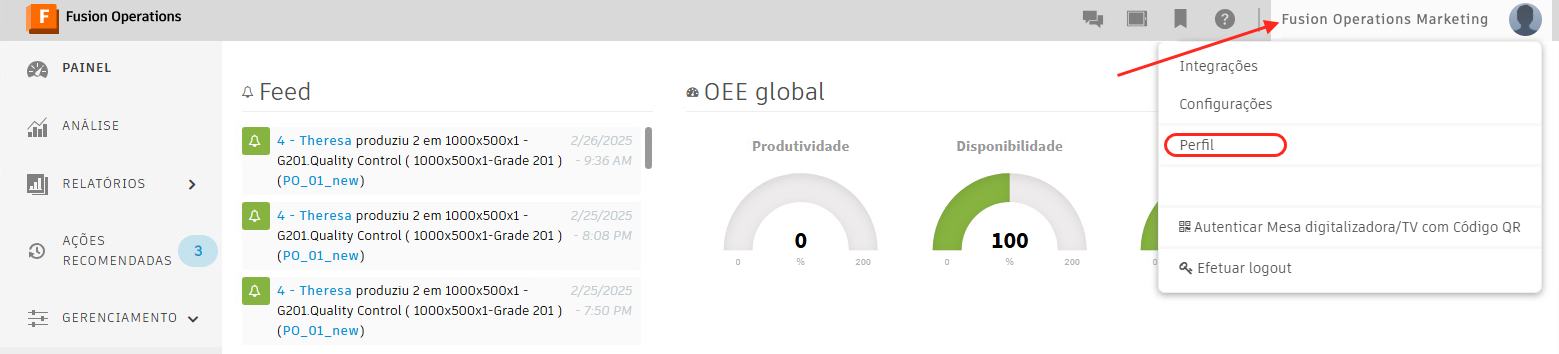 Fusion Operations
Fusion Operations Marketing
PAINEL
ANÁLISE
RELATÓRIOS
AÇÕES
RECOMENDADAS
3
GERENCIAMENTO
Feed
4 - Theresa produziu 2 em 1000x500x1 -
G201.Quality Control ( 1000x500x1-Grade 201 )
(PO_01_new)
2/26/2025
- 9:36 AM
4 - Theresa produziu 2 em 1000x500x1 -
G201.Quality Control ( 1000x500x1-Grade 201 )
(PO_01_new)
2/25/2025
- 8:08 PM
4 - Theresa produziu 2 em 1000x500x1 -
G201.Quality Control ( 1000x500x1-Grade 201 )
(PO_01_new)
2/25/2025
- 7:50 PM
OEE global
Produtividade
0
0 % 200
Disponibilidade
100
0 % 200
0
Integrações
Configurações
Perfil
Autenticar Mesa digitalizadora/TV com Código QR
Efetuar logout